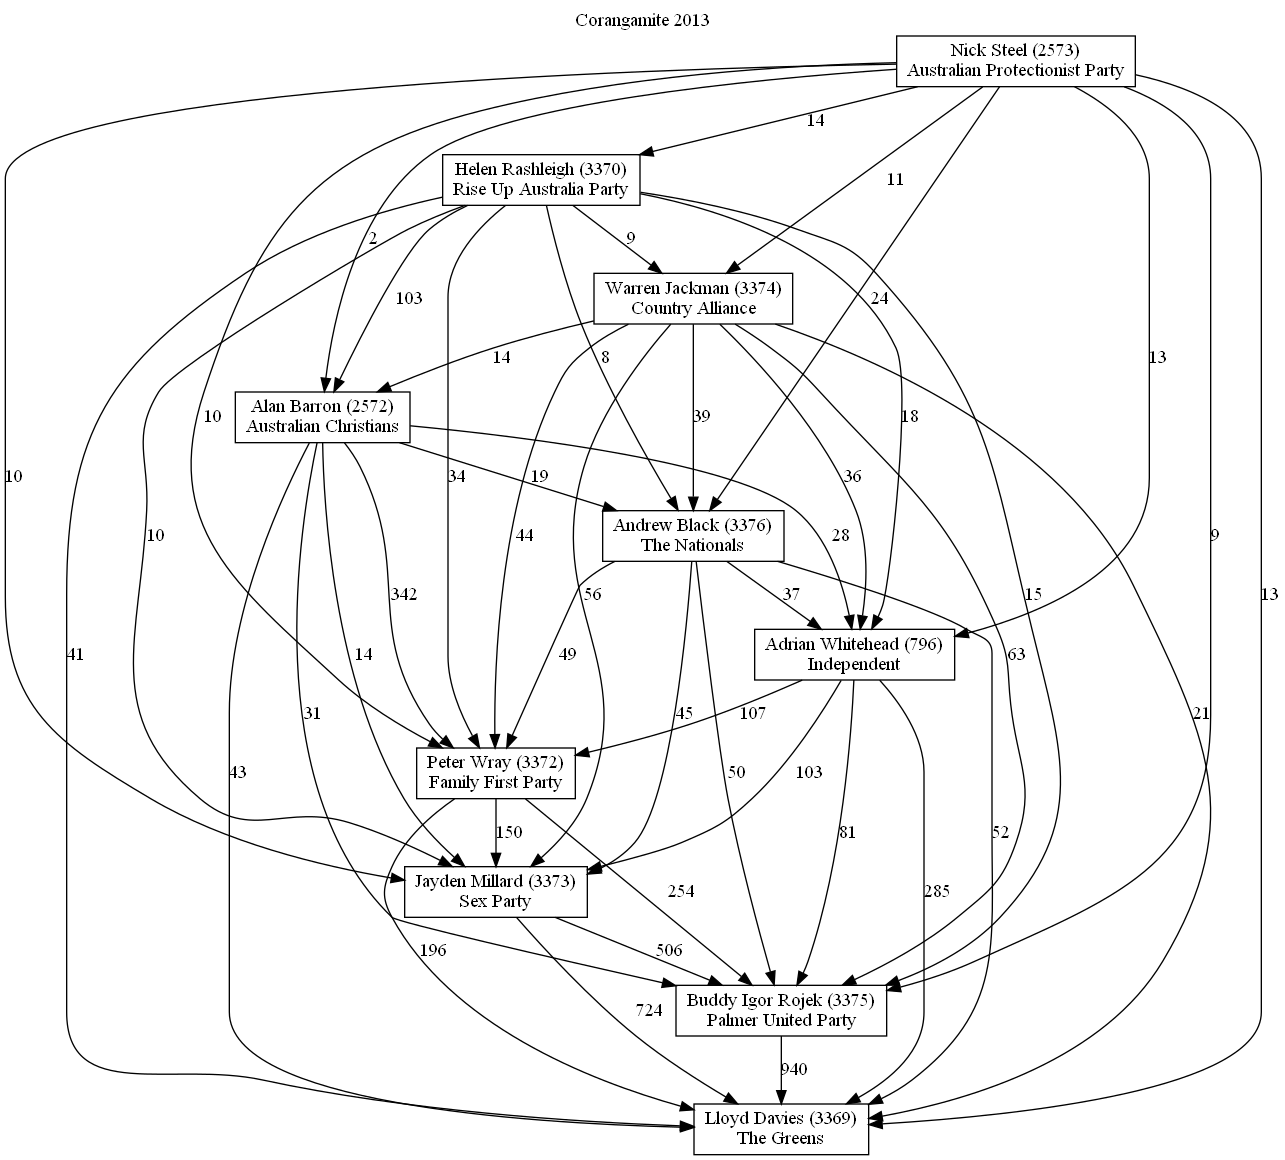 Corangamite 2013
Nick Steel (2573)
Australian Protectionist Party
14
Helen Rashleigh (3370)
Rise Up Australia Party
11
2
9
103
24
Warren Jackman (3374)
Country Alliance
14
8
13
10
39
18
Alan Barron (2572)
Australian Christians
10
34
19
36
44
10
28
9
Andrew Black (3376)
The Nationals
342
56
37
15
13
41
14
49
63
Adrian Whitehead (796)
Independent
31
45
107
21
43
50
103
Peter Wray (3372)
Family First Party
150
81
52
Jayden Millard (3373)
Sex Party
254
285
196
506
Buddy Igor Rojek (3375)
Palmer United Party
724
940
Lloyd Davies (3369)
The Greens